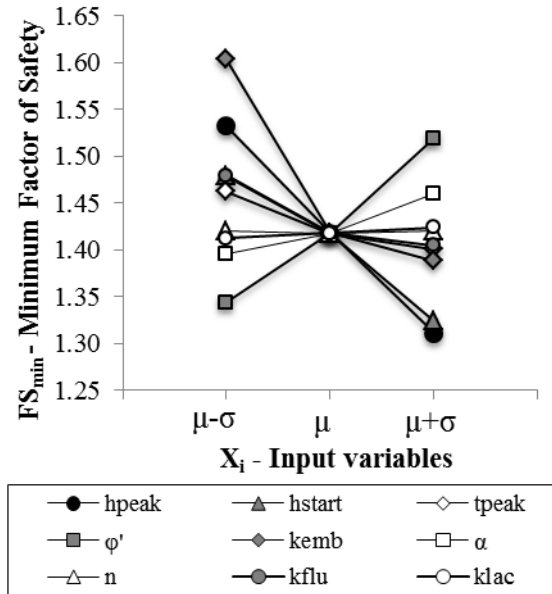 1.65
1.60
1.55
1.50
1.45
1.40
1.35
1.30
1.25
FSmin - Minimum Factor of Safety
μ-σ μ μ+σ
Xi - Input variables
hpeak hstart tpeak
φ' kemb α
n kflu klac